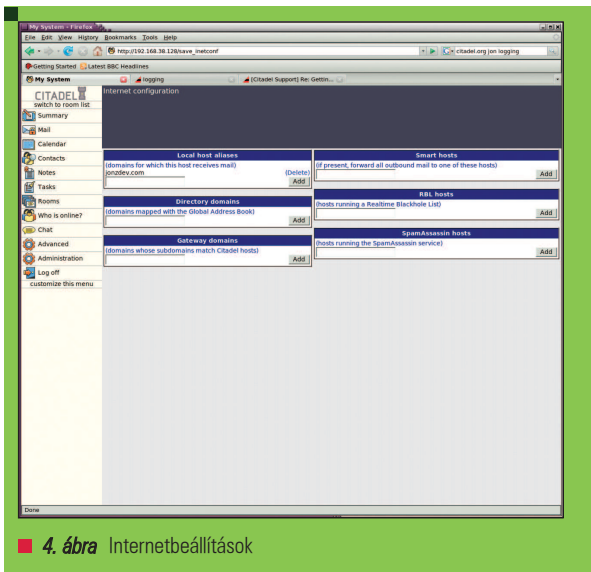 My System - Firefox
File Edit View History Bookmarks Tools Help
http://192.168.38.128/save_inetconf
citadel.org jon logging
Getting Started Latest BBC Headlines
My System
logging
[Citadel Support] Re: Gettin...
CITADEL
switch to room list
Summary
Mail
Calendar
Contacts
Notes
Tasks
Rooms
Who is online?
Chat
Advanced
Administration
Log off
customize this menu
Internet configuration
Local host aliases
(domains for which this host receives mail)
jonzdev.com (Delete)
Add
Directory domains
(domains mapped with the Global Address Book)
Add
Gateway domains
(domains whose subdomains match Citadel hosts)
Add
Smart hosts
(if present, forward all outbound mail to one of these hosts)
Add
RBL hosts
(hosts running a Realtime Blackhole List)
Add
SpamAssassin hosts
(hosts running the SpamAssassin service)
Add
Done
4. ábra Internetbeállítások